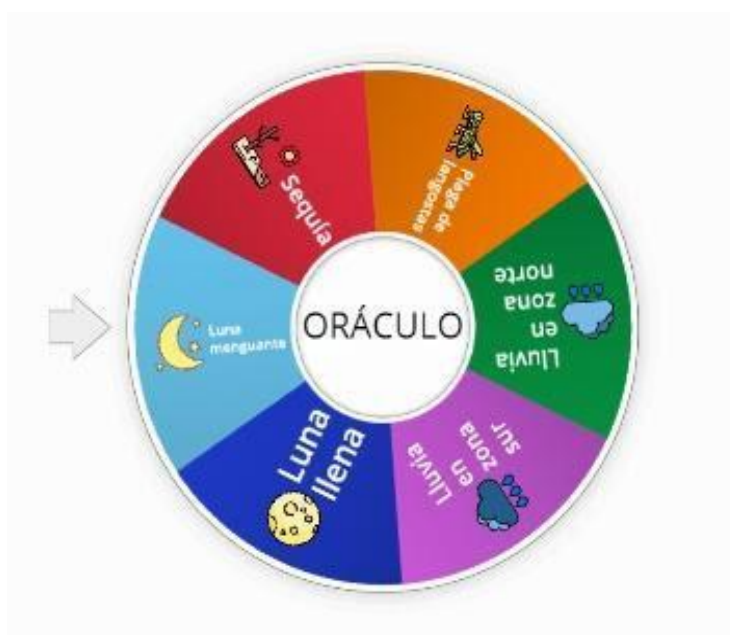 ORÁCULO
Plaga de
langostas
Lluvia
en
zona
norte
Lluvia
en
zona
sur
Luna
llena
Luna
menguante
Sequía